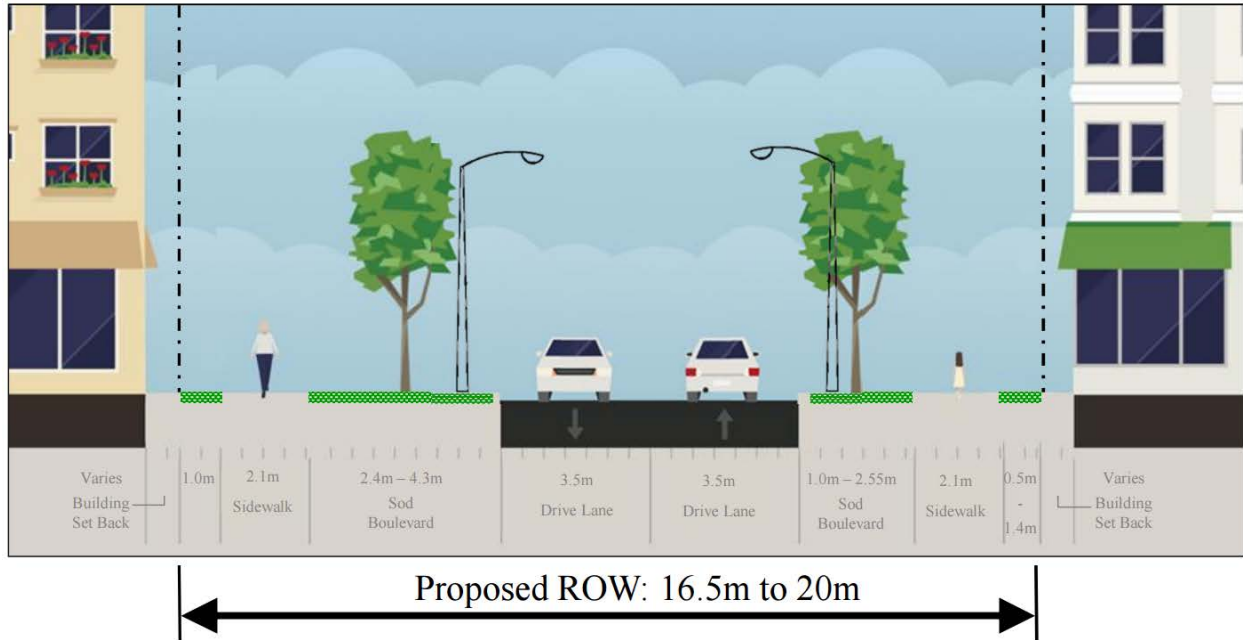 Varies
Building
Set Back
1.0m
2.1m
Sidewalk
2.4m – 4.3m
Sod
Boulevard
3.5m
Drive Lane
3.5m
Drive Lane
1.0m – 2.55m
Sod
Boulevard
2.1m
Sidewalk
0.5m
-
1.4m
Varies
Building
Set Back
Proposed ROW: 16.5m to 20m